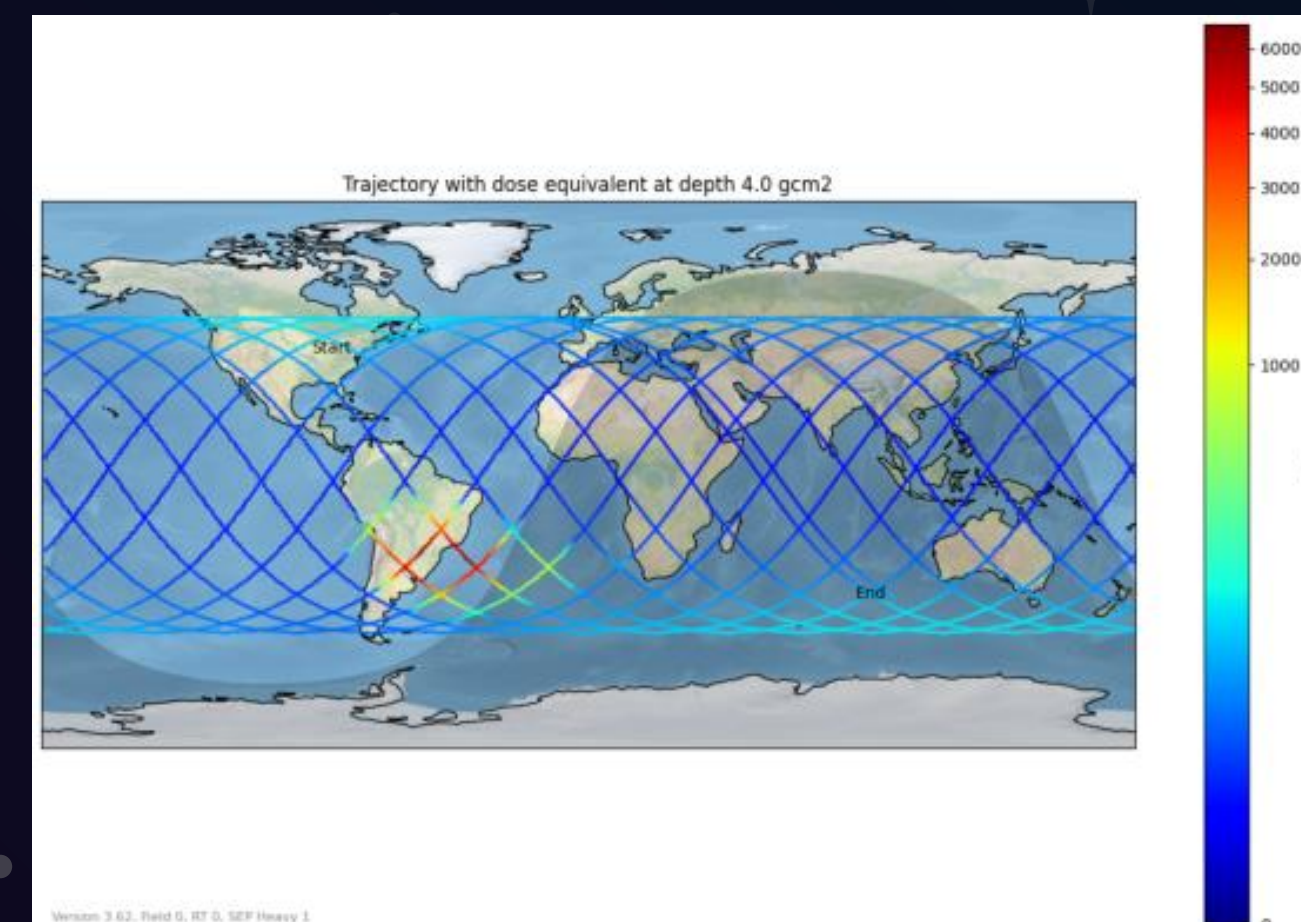 6000
5000
4000
3000
2000
1000
Trajectory with dose equivalent at depth 4.0 gcm2
Start
End
Version 3.62, Field 0, RT 0, SEP Heavy 1